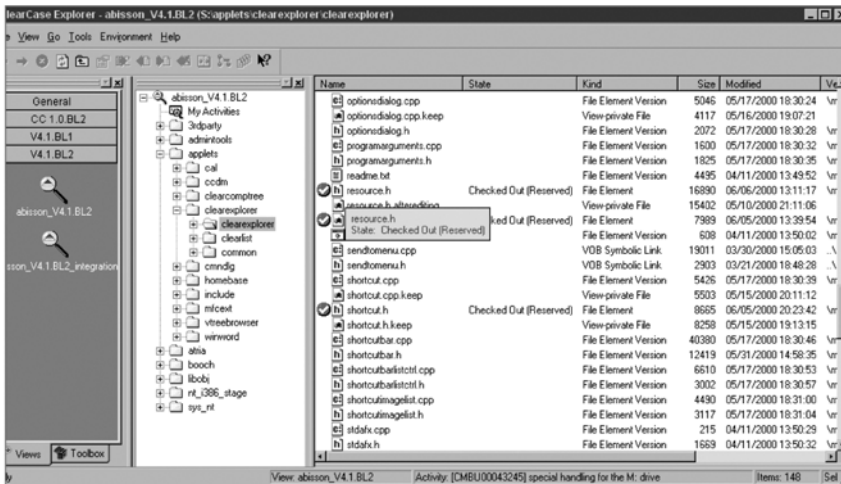 learCase Explorer - abisson_V4.1.BL2 (S:\applets\clearexplorer\clearexplorer)
e View Go Tools Environment Help
General
CC 1.0.BL2
V4.1.BL1
V4.1.BL2
abisson_V4.1.BL2
sson_V4.1.BL2_integration
Views Toolbox
abisson_V4.1.BL2
My Activities
3rdparty
admintools
applets
cal
ccdm
clearcomptree
clearexplorer
clearexplorer
clearlist
common
cmndlg
homebase
include
mfcext
vtreebrowser
winword
atria
booch
libobj
nt_i386_stage
sys_nt
Name State Kind Size Modified Ve
optionsdialog.cpp File Element Version 5046 05/17/2000 18:30:24 \m
optionsdialog.cpp.keep View-private File 4117 05/16/2000 19:07:21
optionsdialog.h File Element Version 2072 05/17/2000 18:30:28 \m
programarguments.cpp File Element Version 1600 05/17/2000 18:30:32 \m
programarguments.h File Element Version 1825 05/17/2000 18:30:35 \m
readme.txt File Element Version 4495 04/11/2000 13:49:52 \m
resource.h Checked Out (Reserved) File Element 16890 06/06/2000 13:11:17 \m
resource.h.alterediting View-private File 15402 05/10/2000 21:11:06
resource.h
State: Checked Out (Reserved)
ked Out (Reserved) File Element 7989 06/05/2000 13:39:54 \m
File Element Version 608 04/11/2000 13:50:02 \m
sendtomenu.cpp VOB Symbolic Link 19011 03/30/2000 15:05:03 ..\
sendtomenu.h VOB Symbolic Link 2903 03/21/2000 18:48:28 ..\
shortcut.cpp File Element Version 5426 05/17/2000 18:30:39 \m
shortcut.cpp.keep View-private File 5503 05/15/2000 20:11:12
shortcut.h Checked Out (Reserved) File Element 8665 06/05/2000 20:23:42 \m
shortcut.h.keep View-private File 8258 05/15/2000 19:13:15
shortcutbar.cpp File Element Version 40380 05/17/2000 18:30:46 \m
shortcutbar.h File Element Version 12419 05/31/2000 14:58:35 \m
shortcutbarlistctrl.cpp File Element Version 6610 05/17/2000 18:30:53 \m
shortcutbarlistctrl.h File Element Version 3002 05/17/2000 18:30:57 \m
shortcutimagelist.cpp File Element Version 4490 05/17/2000 18:31:00 \m
shortcutimagelist.h File Element Version 3117 05/17/2000 18:31:04 \m
stdafx.cpp File Element Version 215 04/11/2000 13:50:29 \m
stdafx.h File Element Version 1669 04/11/2000 13:50:32 \m
View: abisson_V4.1.BL2 Activity: [CMBU00043245] special handling for the M: drive Items: 148 Sel